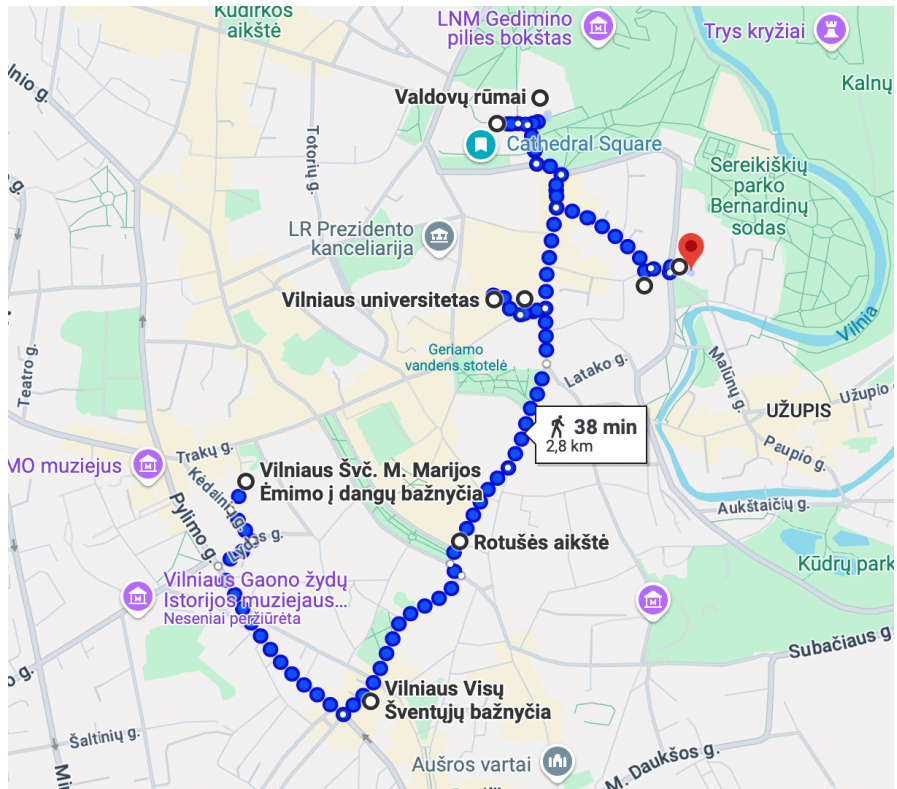 Kudirkos
aikštė
LNM Gedimino
pilies bokštas
Trys kryžiai
Kalnų
Valdovų rūmai
Cathedral Square
Totorių g.
Sereikiškių
parko
Bernardinų
sodas
LR Prezidento
kanceliarija
Vilniaus universitetas
Vilnia
Geriamo
vandens stotelė
Latako g.
Malūnų g.
Teatro g.
Užupio
UŽUPIS
38 min
2,8 km
Paupio g.
Trakų g.
MO muziejus
Kėdainių g.
Vilniaus Švč. M. Marijos
Ėmimo į dangų bažnyčia
Aukštaičių g.
Pylimo g.
Lydos g.
Rotušės aikštė
Kūdrų park
Vilniaus Gaono žydų
Istorijos muziejaus...
Neseniai peržiūrėta
Subačiaus g
Vilniaus Visų
Šventųjų bažnyčia
Šaltinių g.
Aušros vartai
M. Daukšos g.